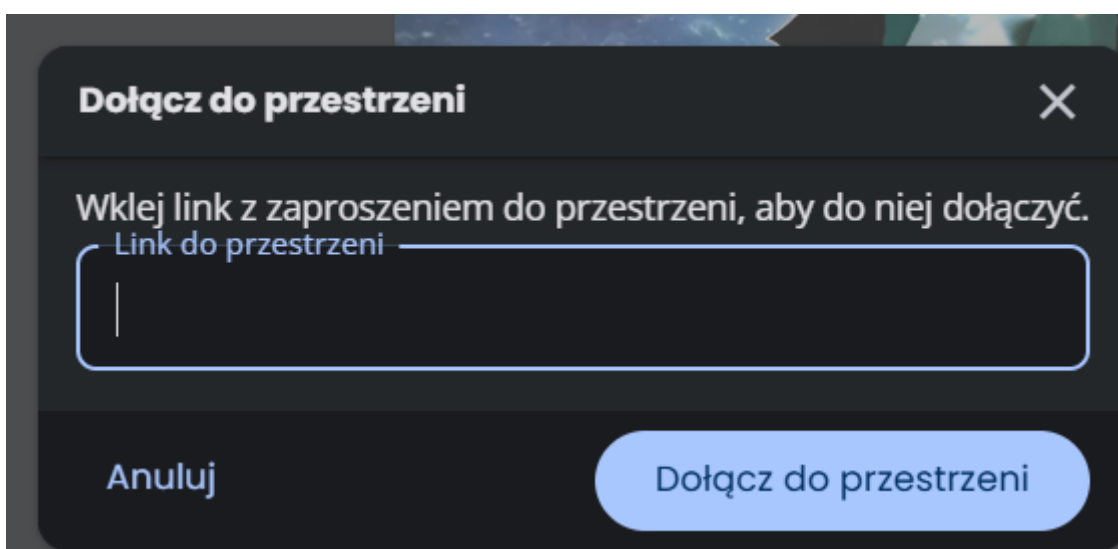 Dołącz do przestrzeni
Wklej link z zaproszeniem do przestrzeni, aby do niej dołączyć.
Link do przestrzeni
Anuluj
Dołącz do przestrzeni